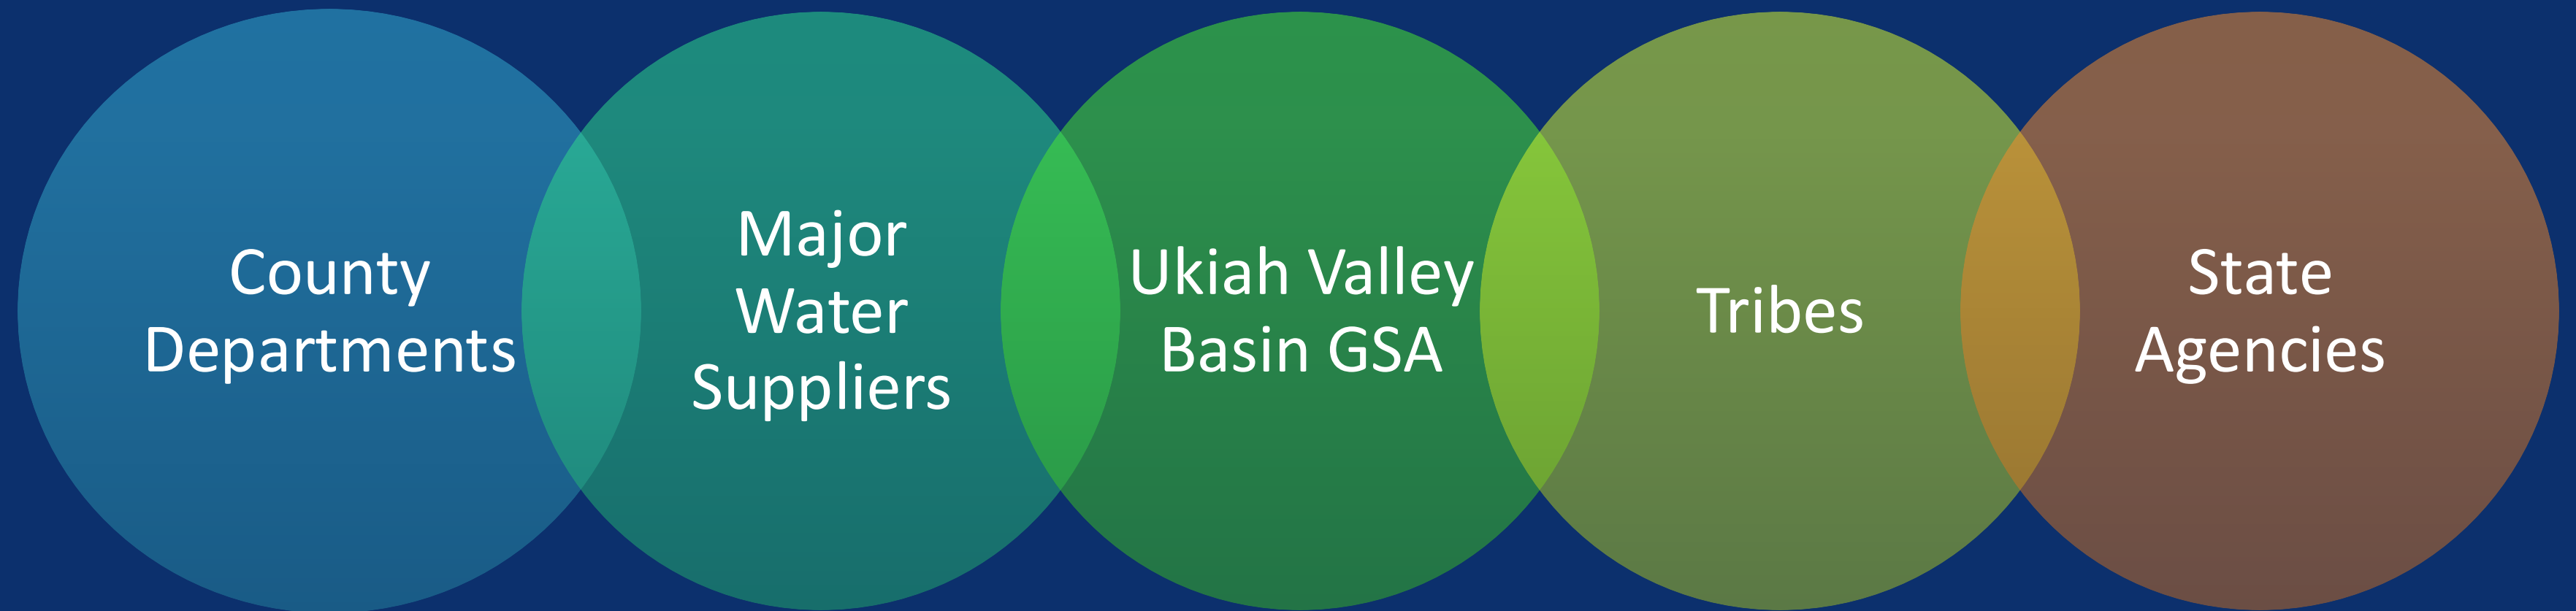 County
Departments
Major
Water
Suppliers
Ukiah Valley
Basin GSA
Tribes
State
Agencies